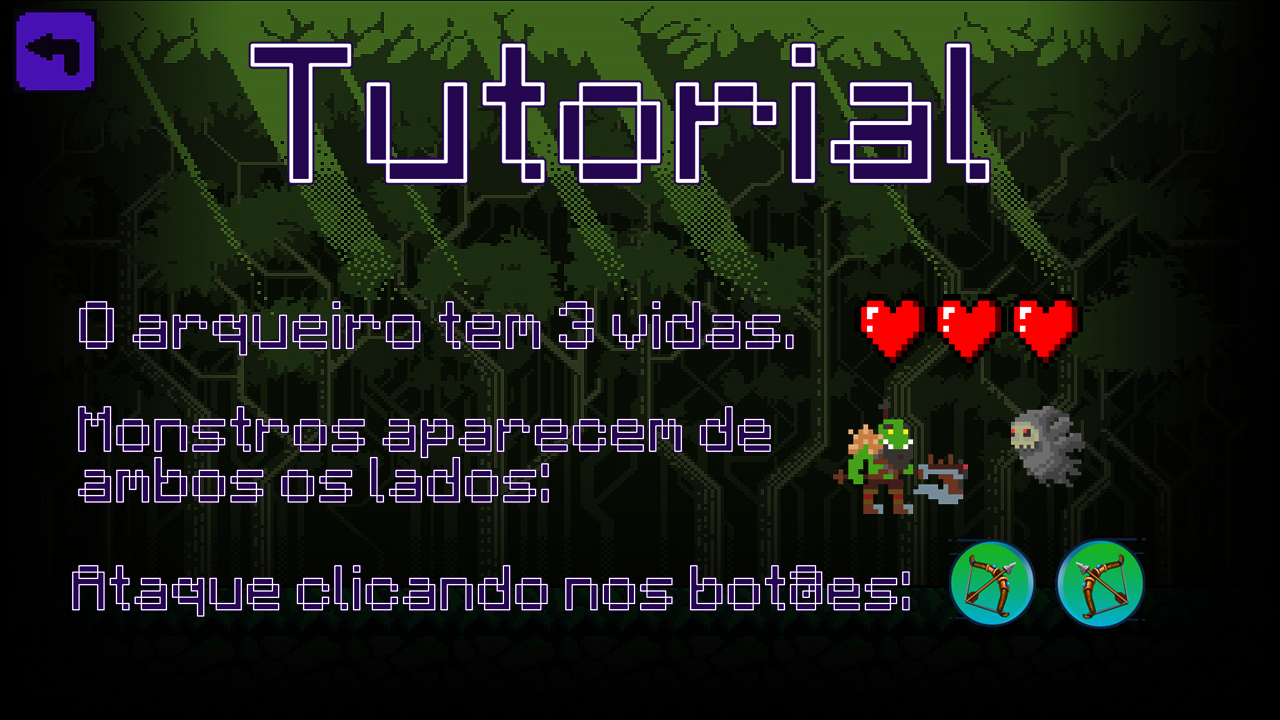 Tutorial
O arqueiro tem 3 vidas.
Monstros aparecem de
ambos os lados:
Ataque clicando nos botões: